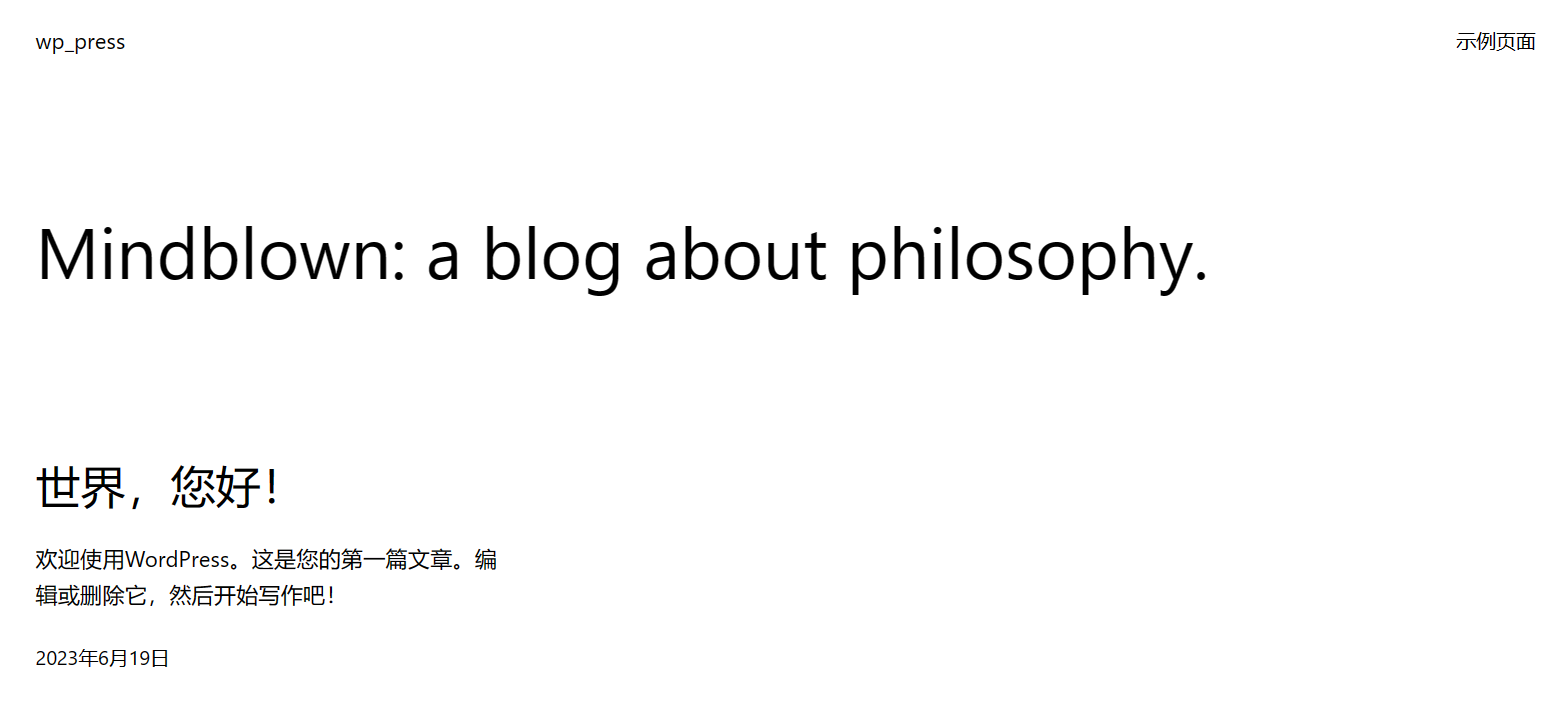 wp_press
示例页面
Mindblown: a blog about philosophy.
世界，您好！
欢迎使用WordPress。这是您的第一篇文章。编
辑或删除它，然后开始写作吧！
2023年6月19日